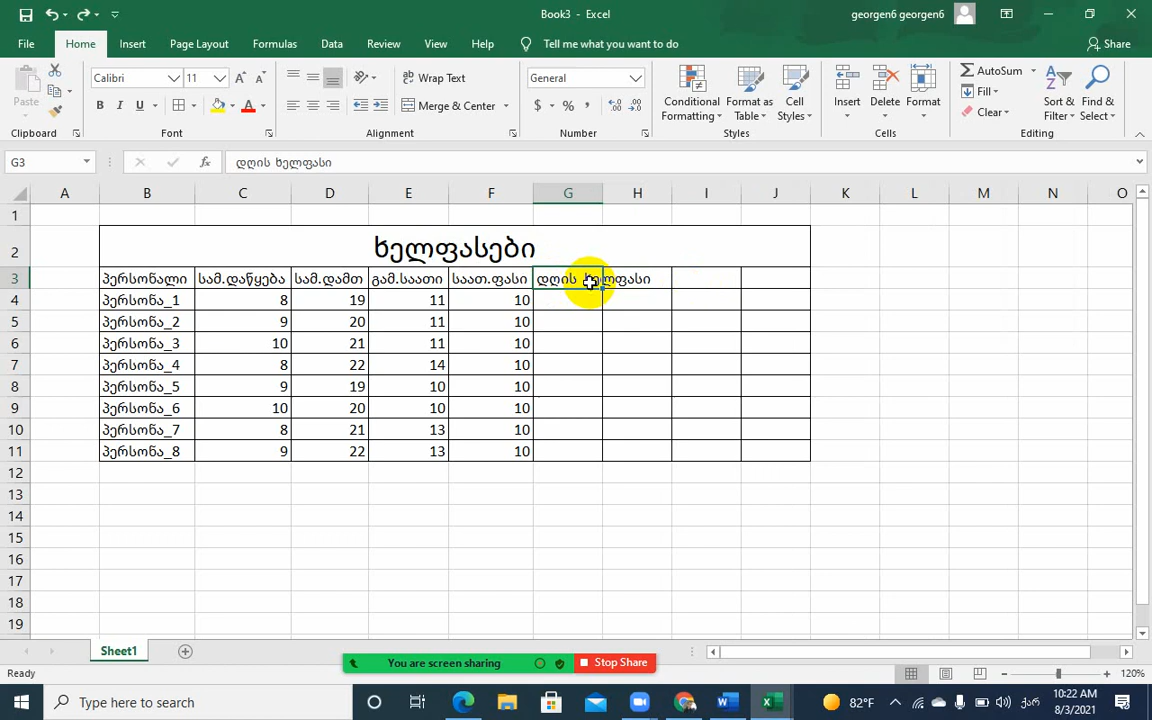 Book3 - Excel
georgen6 georgen6
File Home Insert Page Layout Formulas Data Review View Help Tell me what you want to do Share
Paste
Calibri 11
Wrap Text
General
Conditional Formatting
Format as Table
Cell Styles
Insert Delete Format
AutoSum
Fill
Clear
Sort & Filter
Find & Select
B I U
Merge & Center
$ % ,
Clipboard Font Alignment Number Styles Cells Editing
G3 fx დღის ხელფასი
A B C D E F G H I J K L M N O
1
2 ხელფასები
3 პერსონალი სამ.დაწყება სამ.დამთ გამ.საათი საათ.ფასი დღის ხელფასი
4 პერსონა_1 8 19 11 10
5 პერსონა_2 9 20 11 10
6 პერსონა_3 10 21 11 10
7 პერსონა_4 8 22 14 10
8 პერსონა_5 9 19 10 10
9 პერსონა_6 10 20 10 10
10 პერსონა_7 8 21 13 10
11 პერსონა_8 9 22 13 10
12
13
14
15
16
17
18
19
Sheet1
You are screen sharing Stop Share
Ready 120%
Type here to search
82°F
ქარ
10:22 AM
8/3/2021